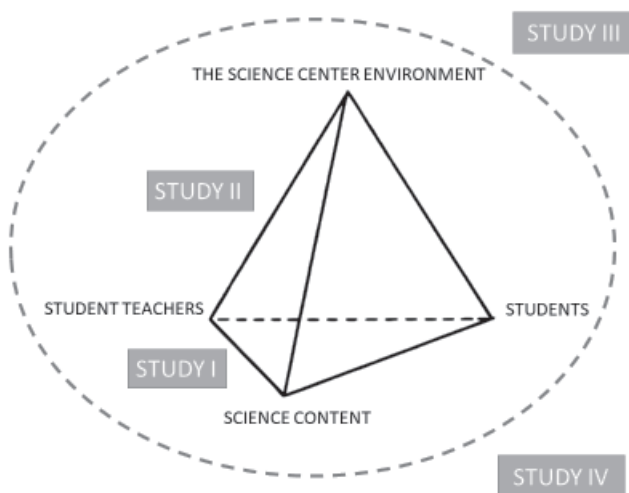 STUDY III
THE SCIENCE CENTER ENVIRONMENT
STUDY II
STUDENT TEACHERS
STUDENTS
STUDY I
SCIENCE CONTENT
STUDY IV